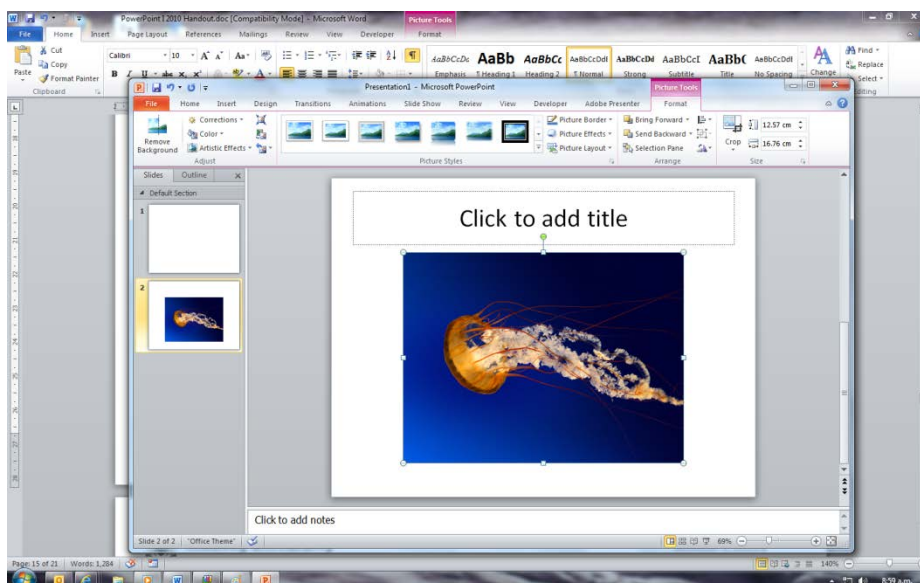 PowerPoint I 2010 Handout.doc [Compatibility Mode] - Microsoft Word
Picture Tools
File Home Insert Page Layout References Mailings Review View Developer Format
Cut
Copy
Format Painter
Paste
Clipboard
Calibri 10
AaBbCcDc AaBb AaBbCc AaBbCcDdI AaBbCcDd AaBbCcI AaBbC AaBbCcDdI
Emphasis ¶ Heading 1 Heading 2 ¶ Normal Strong Subtitle Title No Spacing
Change
Find
Replace
Select
Editing
Presentation1 - Microsoft PowerPoint
Picture Tools
File Home Insert Design Transitions Animations Slide Show Review View Developer Adobe Presenter Format
Remove Background
Corrections
Color
Artistic Effects
Adjust
Picture Styles
Picture Border
Picture Effects
Picture Layout
Bring Forward
Send Backward
Selection Pane
Arrange
Crop
12.57 cm
16.76 cm
Size
Slides Outline
Default Section
1
2
Click to add title
Click to add notes
Slide 2 of 2 "Office Theme" 69%
Page: 15 of 21 Words: 1,284 140%
8:59 a.m.